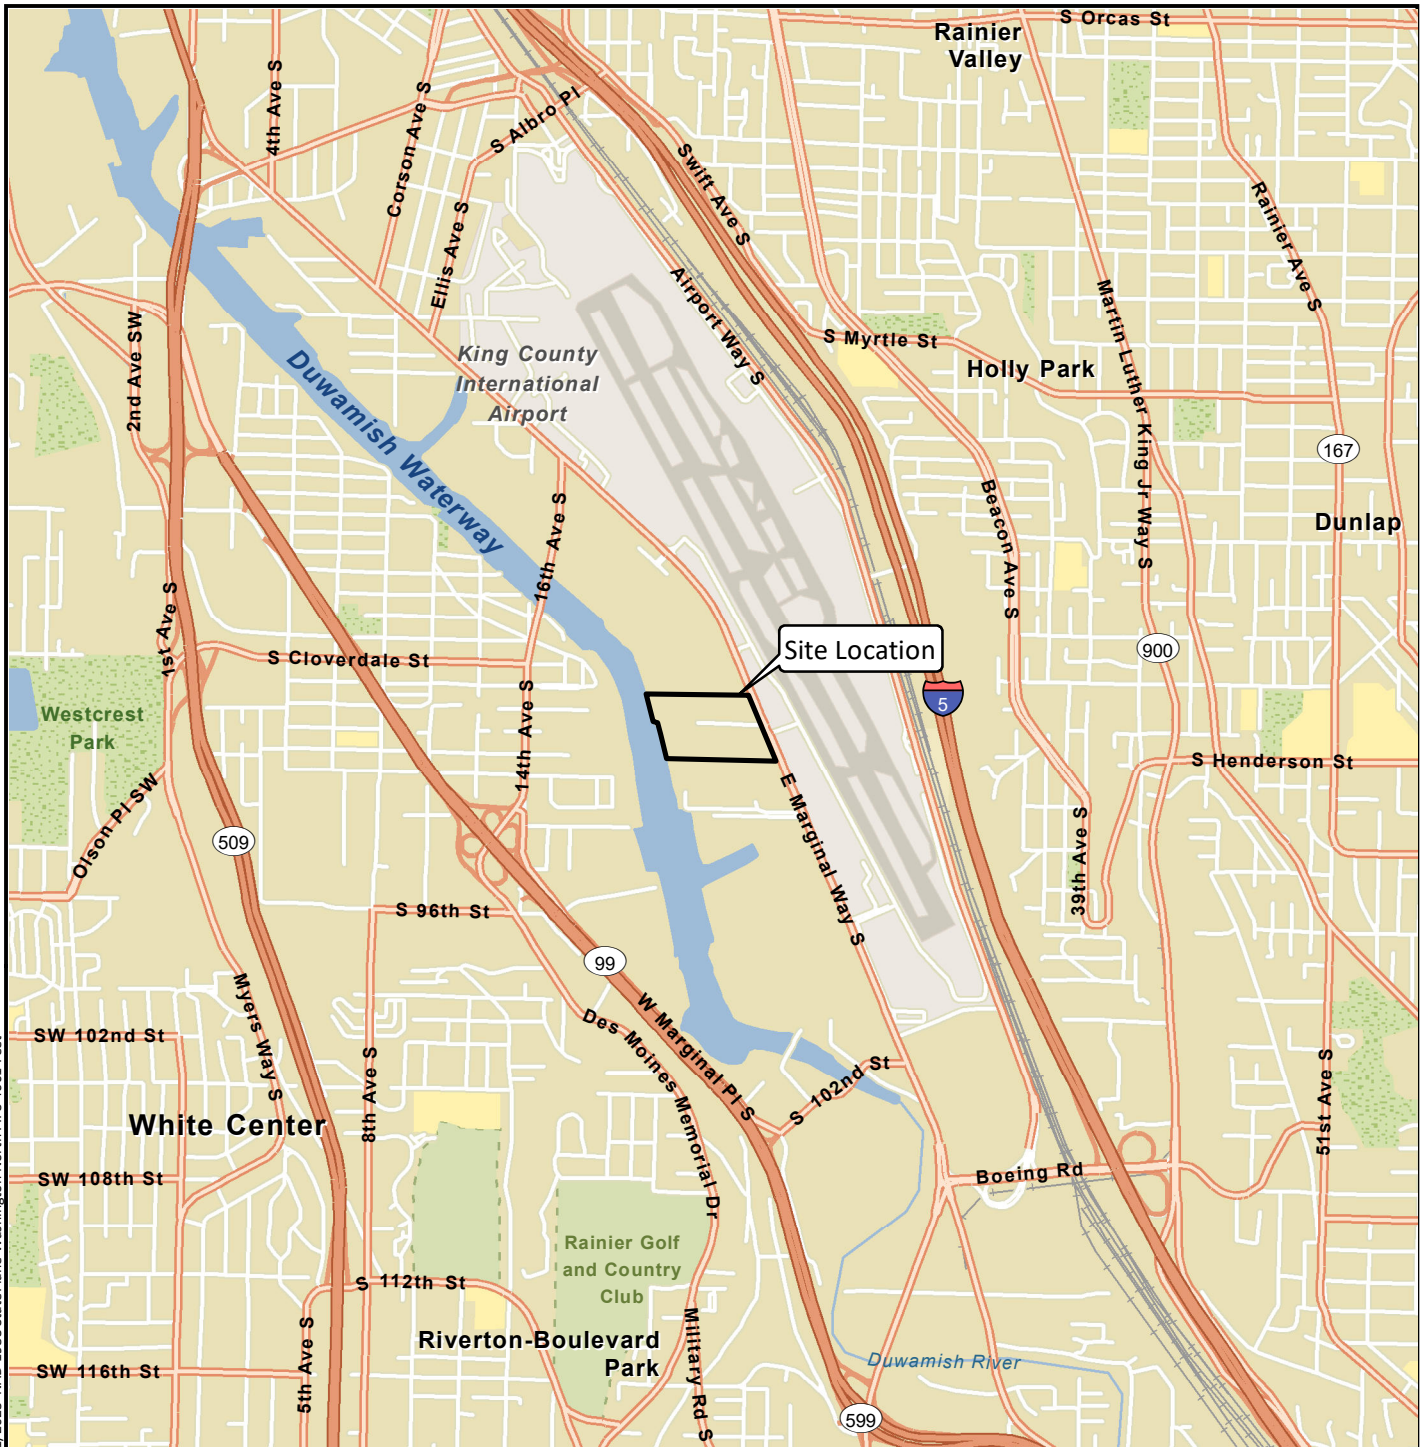 S Orcas St
Rainier
Valley
4th Ave S
Corson Ave S
S Albro Pl
Swift Ave S
Rainier Ave S
Ellis Ave S
Airport Way S
Martin Luther King Jr Way S
2nd Ave SW
Duwamish Waterway
King County
International
Airport
S Myrtle St
Holly Park
167
16th Ave S
Beacon Ave S
Dunlap
1st Ave S
S Cloverdale St
Site Location
900
5
Westcrest
Park
14th Ave S
S Henderson St
Olson Pl SW
509
E Marginal Way S
39th Ave S
S 96th St
99
Myers Way S
W Marginal Pl S
Des Moines Memorial Dr
SW 102nd St
8th Ave S
S 102nd St
51st Ave S
White Center
SW 108th St
Boeing Rd
Rainier Golf
and Country
Club
S 112th St
Riverton-Boulevard
Park
Military Rd S
5th Ave S
SW 116th St
Duwamish River
599